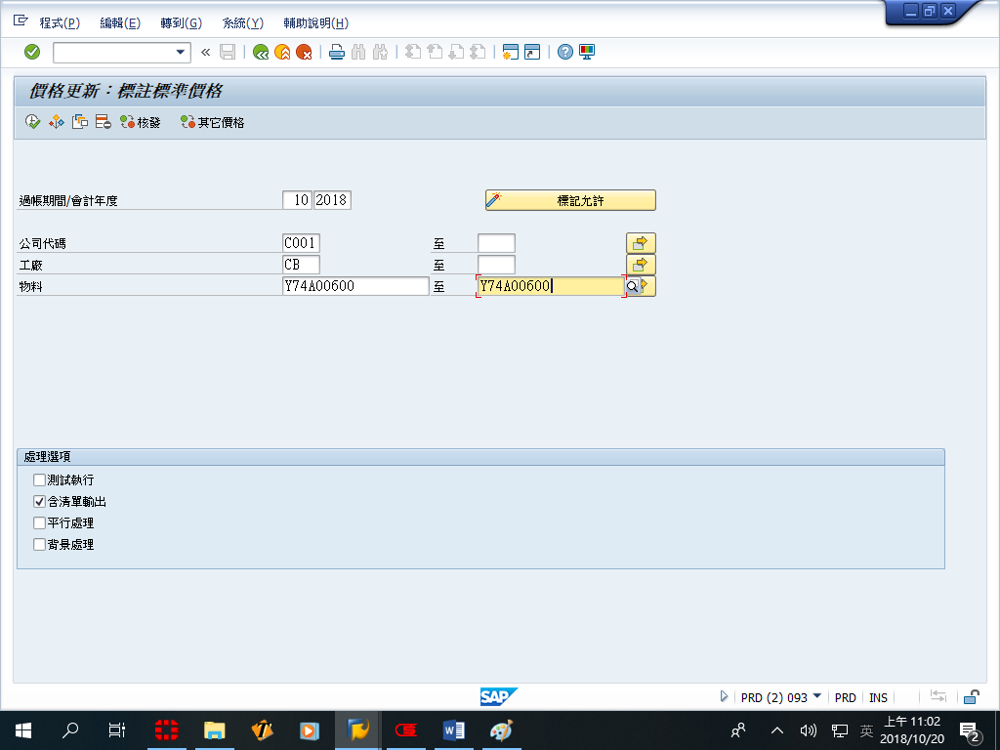 程式(P) 編輯(E) 轉到(G) 系統(Y) 輔助說明(H)
價格更新：標註標準價格
核發 其它價格
過帳期間/會計年度 10 2018 標記允許
公司代碼 C001 至
工廠 CB 至
物料 Y74A00600 至 Y74A00600
處理選項
測試執行
含清單輸出
平行處理
背景處理
SAP PRD (2) 093 PRD INS
英 上午 11:02
2018/10/20 2